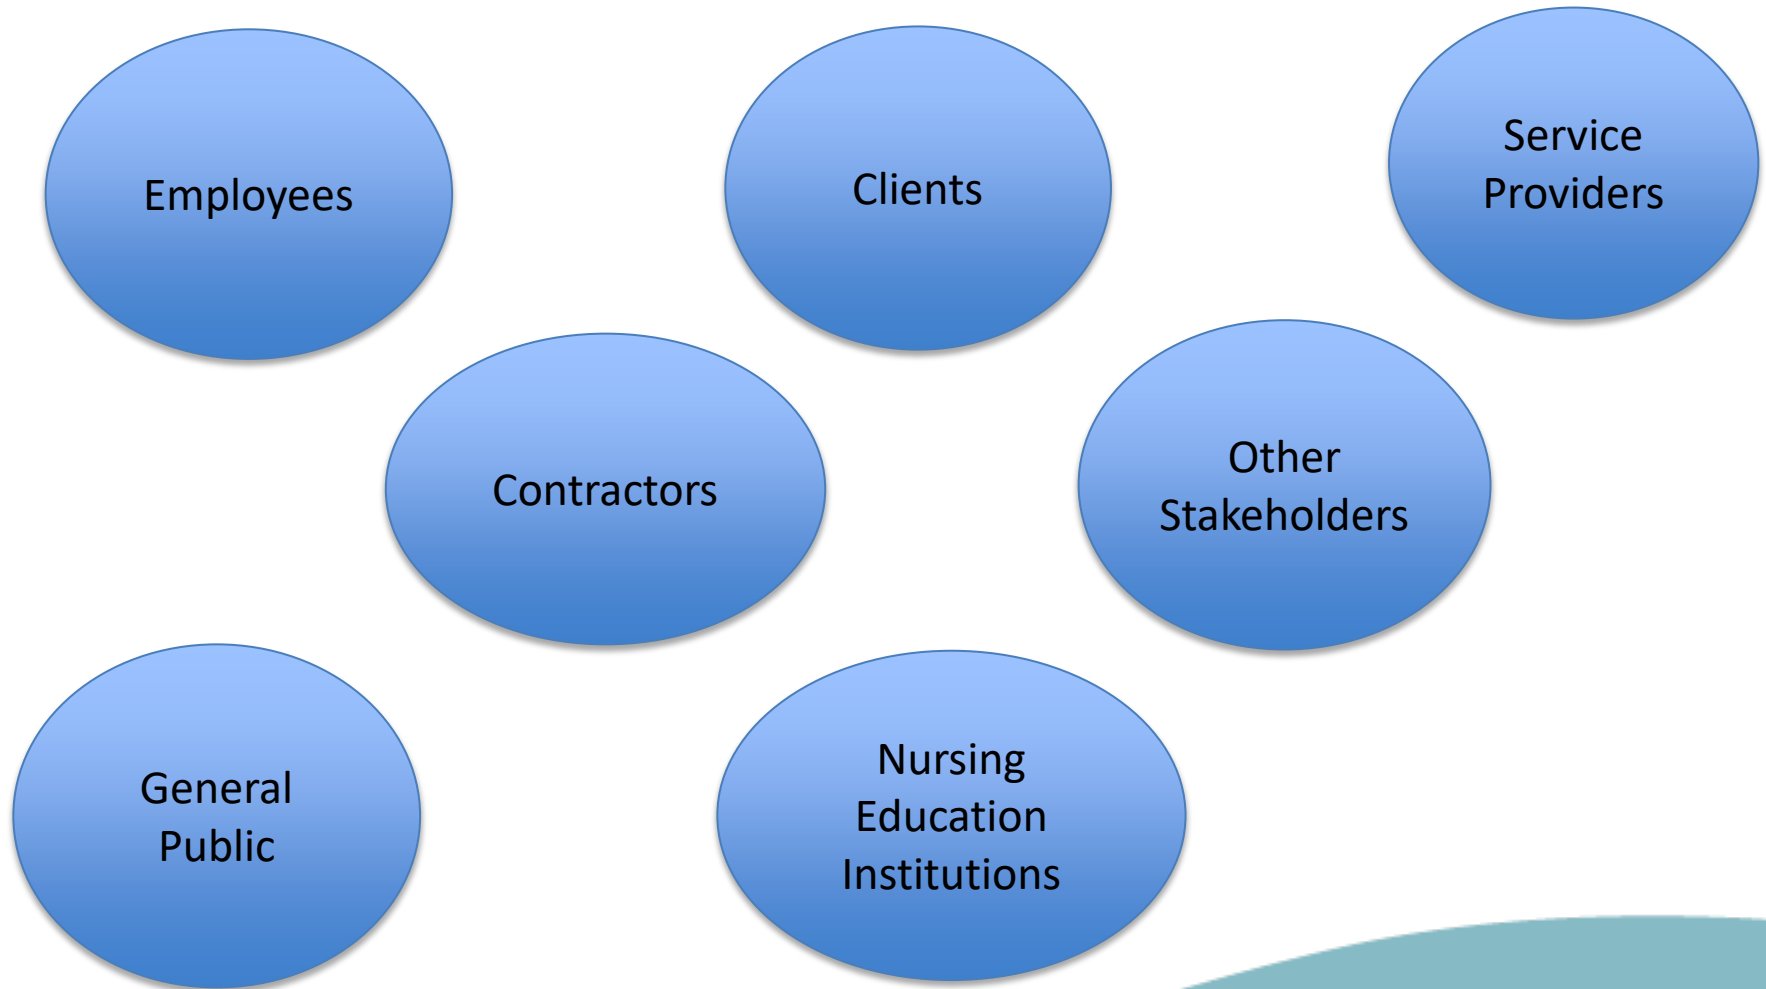 Employees
Clients
Service
Providers
Contractors
Other
Stakeholders
General
Public
Nursing
Education
Institutions